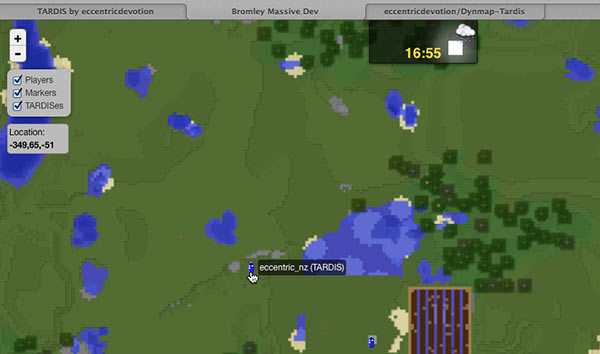 TARDIS by eccentricdevotion
Bromley Massive Dev
eccentricdevotion/Dynmap-Tardis
+
-
16:55
Players
Markers
TARDISes
Location:
-349,65,-51
eccentric_nz (TARDIS)